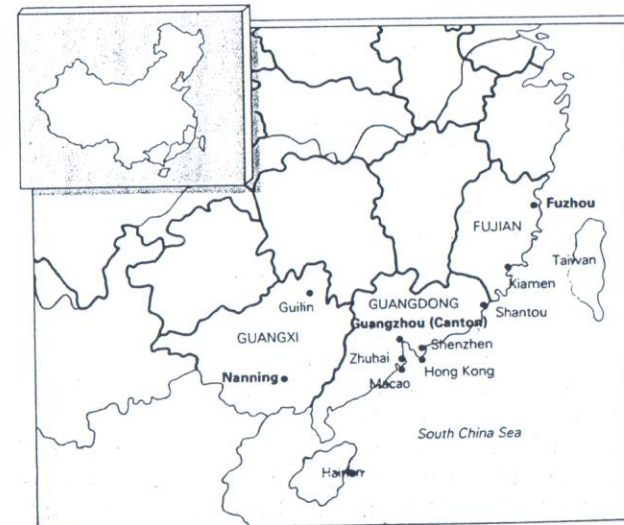 Fuzhou
FUJIAN
Taiwan
Xiamen
Guilin
GUANGDONG
Shantou
Guangzhou (Canton)
GUANGXI
Shenzhen
Zhuhai
Hong Kong
Nanning
Macao
South China Sea
Hainan